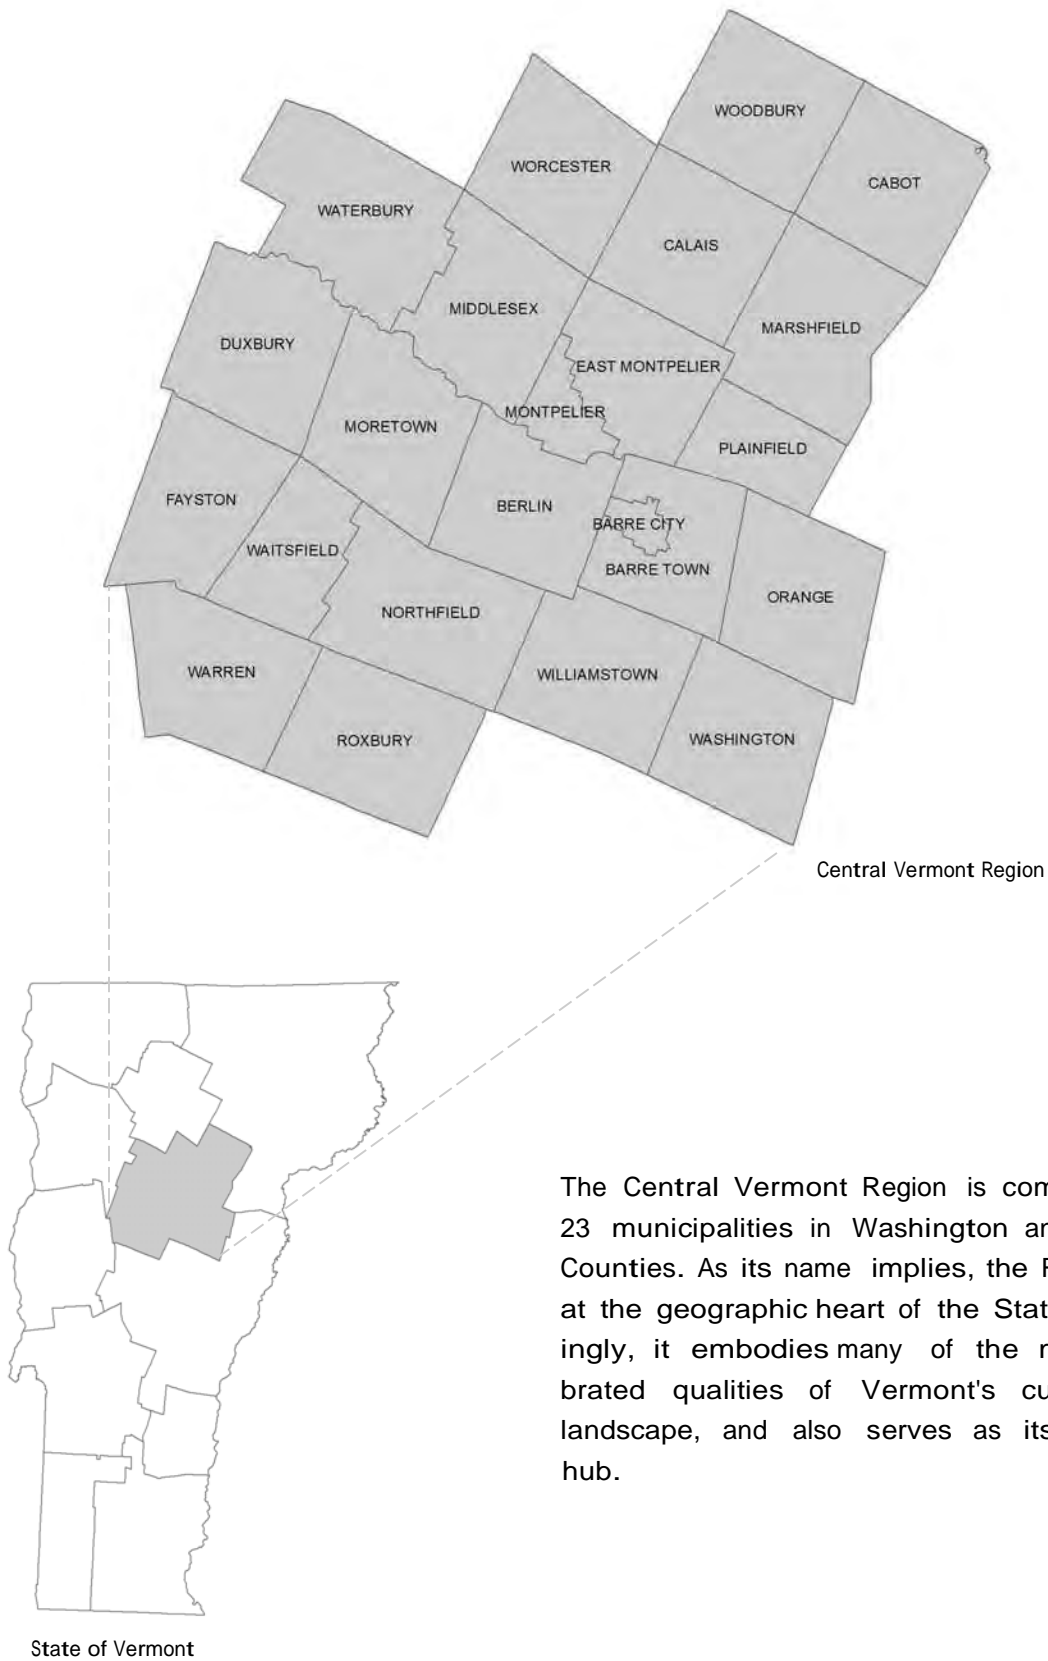 WOODBURY
WORCESTER
CABOT
WATERBURY
CALAIS
MIDDLESEX
MARSHFIELD
DUXBURY
EAST MONTPELIER
MONTPELIER
MORETOWN
PLAINFIELD
FAYSTON
BERLIN
BARRE CITY
WAITSFIELD
BARRE TOWN
ORANGE
NORTHFIELD
WARREN
WILLIAMSTOWN
ROXBURY
WASHINGTON
Central Vermont Region
The Central Vermont Region is com
23 municipalities in Washington an
Counties. As its name implies, the
at the geographic heart of the Stat
ingly, it embodies many of the
brated qualities of Vermont's cu
landscape, and also serves as its
hub.
State of Vermont